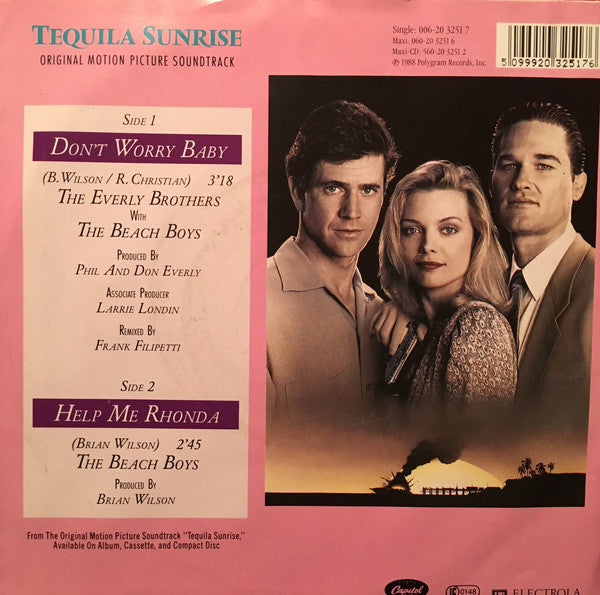 TEQUILA SUNRISE
ORIGINAL MOTION PICTURE SOUNDTRACK
Single: 006-20 3251 7
Maxi: 060-20 3251 6
Maxi-CD: 560-20 3251 2
℗ 1988 Polygram Records, Inc.
5 099920 325176
SIDE 1
DON'T WORRY BABY
(B. WILSON / R. CHRISTIAN) 3'18
THE EVERLY BROTHERS
WITH
THE BEACH BOYS
PRODUCED BY
PHIL AND DON EVERLY
ASSOCIATE PRODUCER
LARRIE LONDIN
REMIXED BY
FRANK FILIPETTI
SIDE 2
HELP ME RHONDA
(BRIAN WILSON) 2'45
THE BEACH BOYS
PRODUCED BY
BRIAN WILSON
From The Original Motion Picture Soundtrack "Tequila Sunrise,"
Available On Album, Cassette, and Compact Disc
Capitol
LC 0148
EMI ELECTROLA